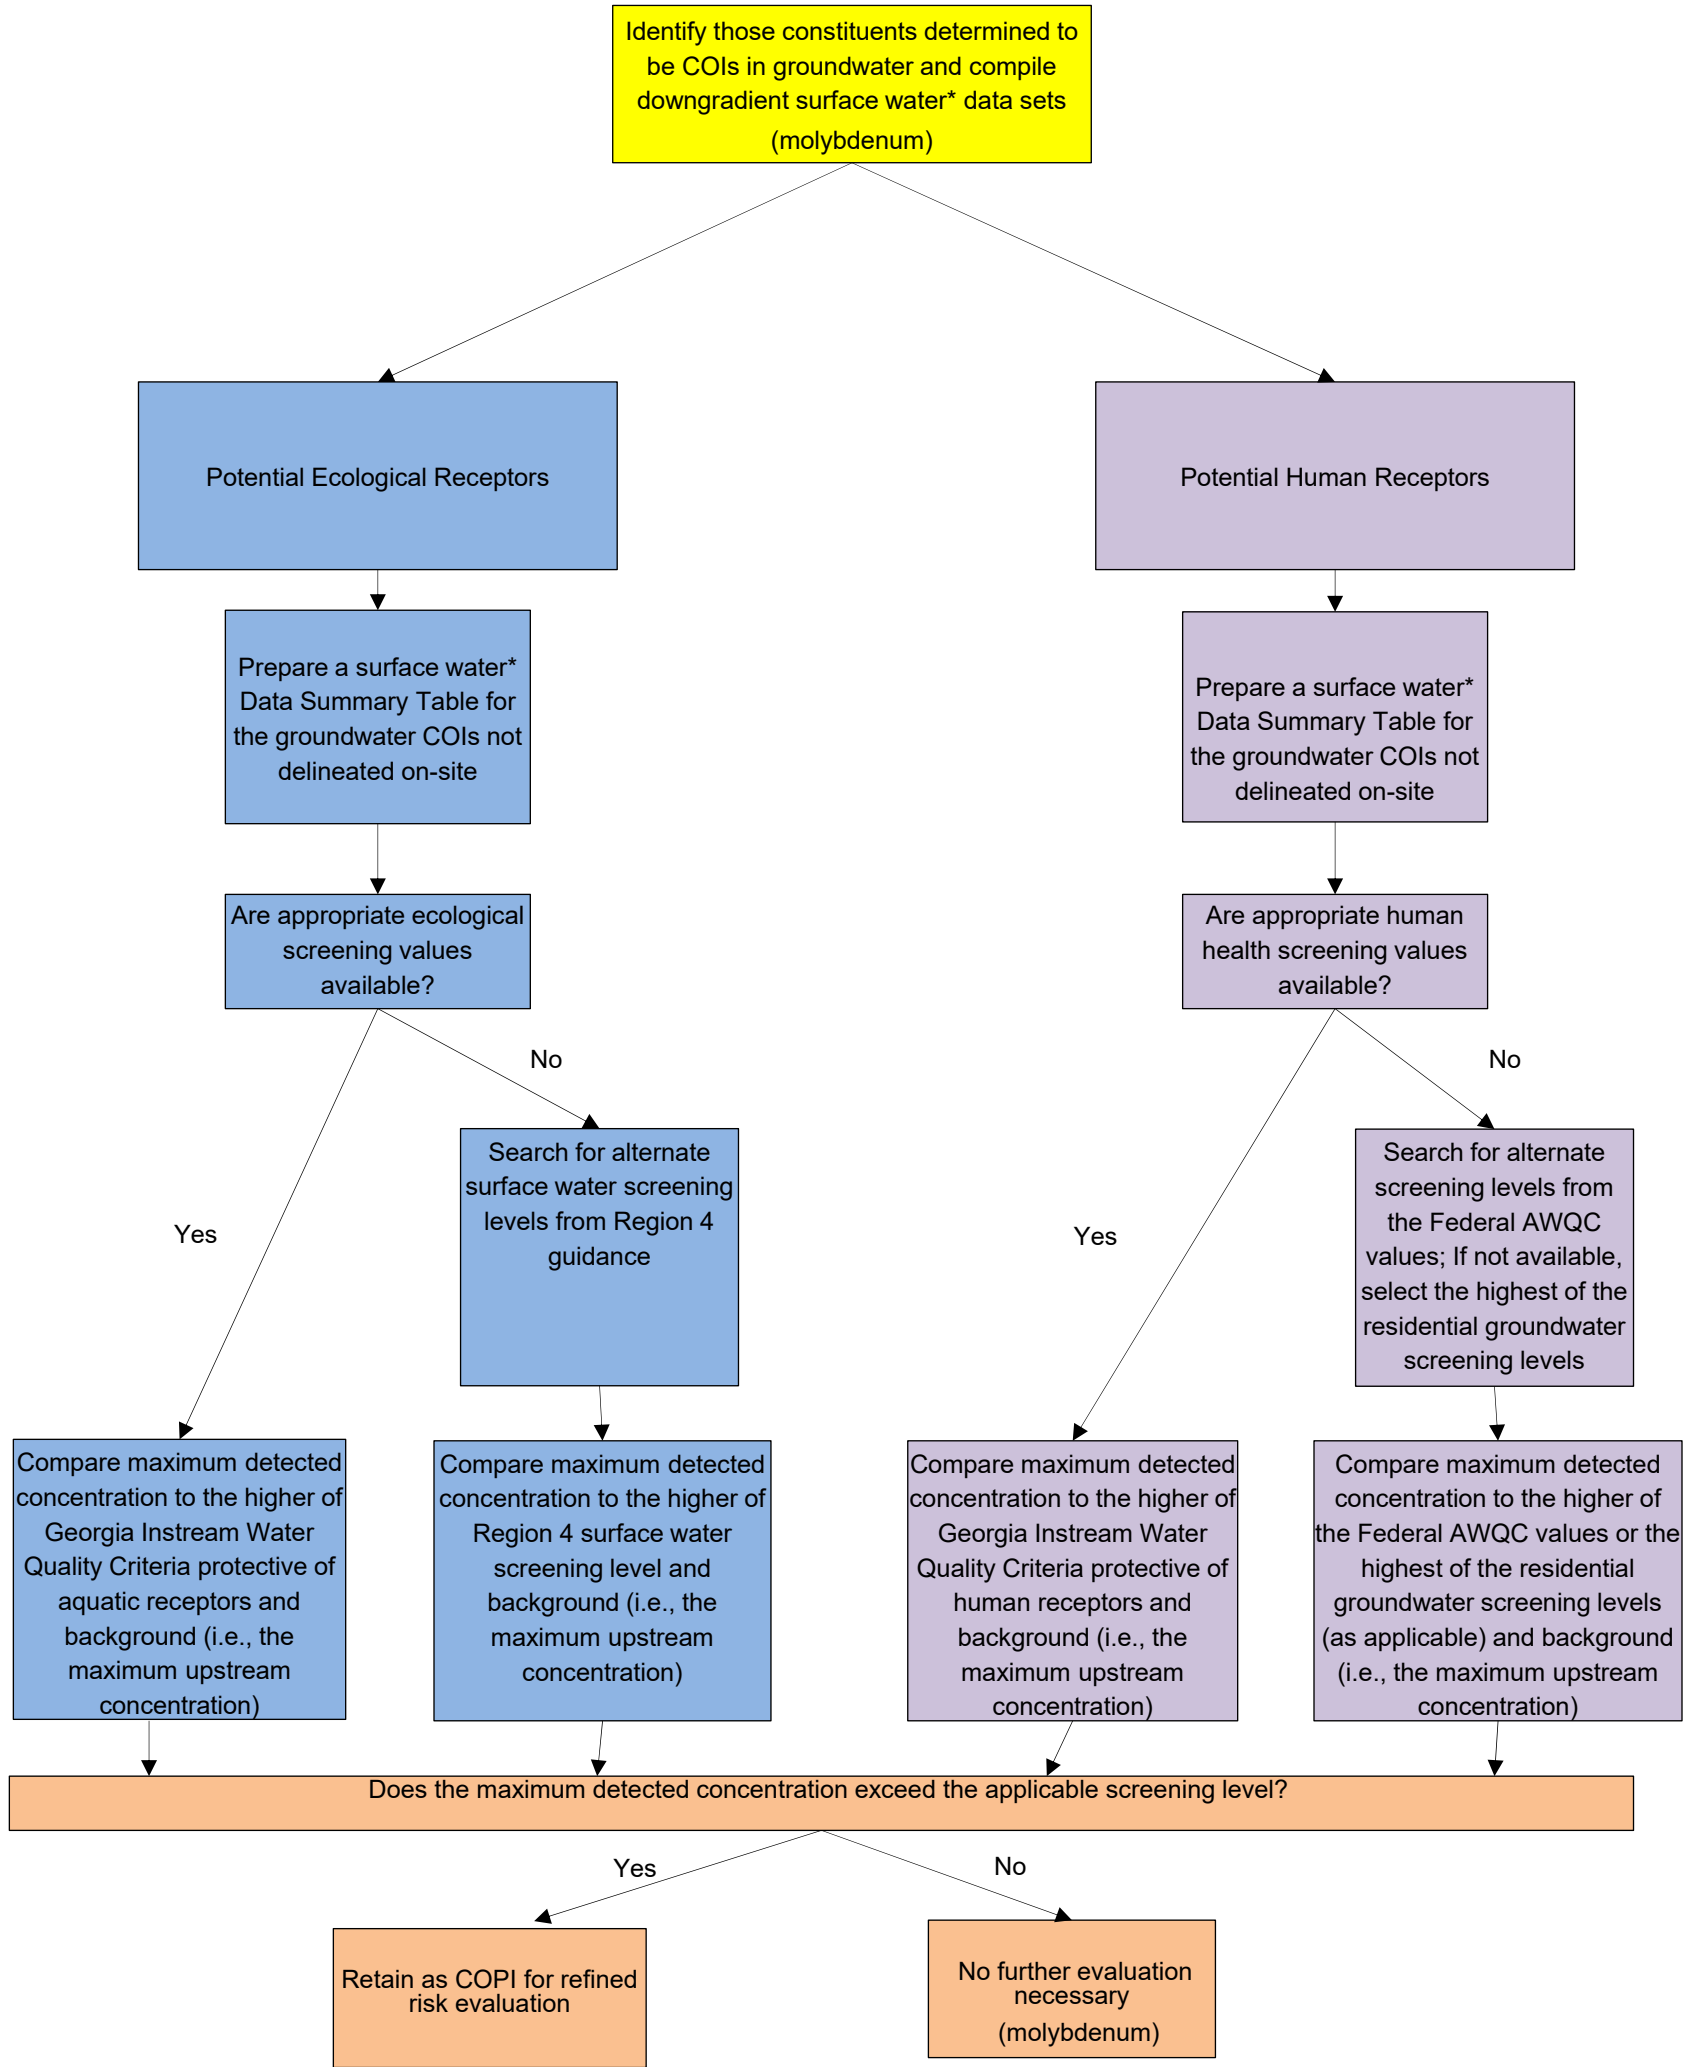 Identify those constituents determined to
be COIs in groundwater and compile
downgradient surface water* data sets
(molybdenum)
Potential Ecological Receptors
Potential Human Receptors
Prepare a surface water*
Data Summary Table for
the groundwater COIs not
delineated on-site
Prepare a surface water*
Data Summary Table for
the groundwater COIs not
delineated on-site
Are appropriate ecological
screening values
available?
Are appropriate human
health screening values
available?
No
No
Search for alternate
surface water screening
levels from Region 4
guidance
Search for alternate
screening levels from
the Federal AWQC
values; If not available,
select the highest of the
residential groundwater
screening levels
Yes
Yes
Compare maximum detected
concentration to the higher of
Georgia Instream Water
Quality Criteria protective of
aquatic receptors and
background (i.e., the
maximum upstream
concentration)
Compare maximum detected
concentration to the higher of
Region 4 surface water
screening level and
background (i.e., the
maximum upstream
concentration)
Compare maximum detected
concentration to the higher of
Georgia Instream Water
Quality Criteria protective of
human receptors and
background (i.e., the
maximum upstream
concentration)
Compare maximum detected
concentration to the higher of
the Federal AWQC values or the
highest of the residential
groundwater screening levels
(as applicable) and background
(i.e., the maximum upstream
concentration)
Does the maximum detected concentration exceed the applicable screening level?
Yes
No
Retain as COPI for refined
risk evaluation
No further evaluation
necessary
(molybdenum)